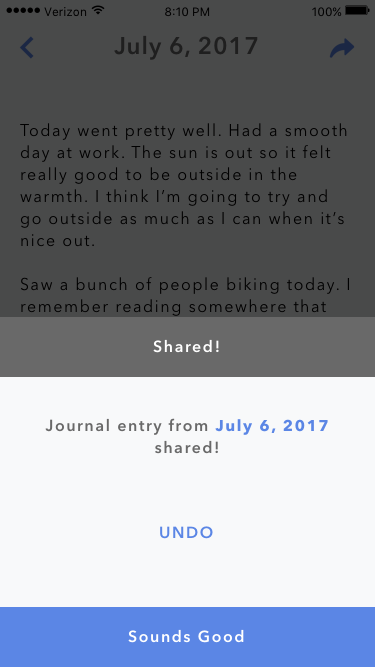 Verizon 8:10 PM 100%
July 6, 2017
Today went pretty well. Had a smooth
day at work. The sun is out so it felt
really good to be outside in the
warmth. I think I'm going to try and
go outside as much as I can when it's
nice out.
Saw a bunch of people biking today. I
remember reading somewhere that
Shared!
Journal entry from July 6, 2017
shared!
UNDO
Sounds Good